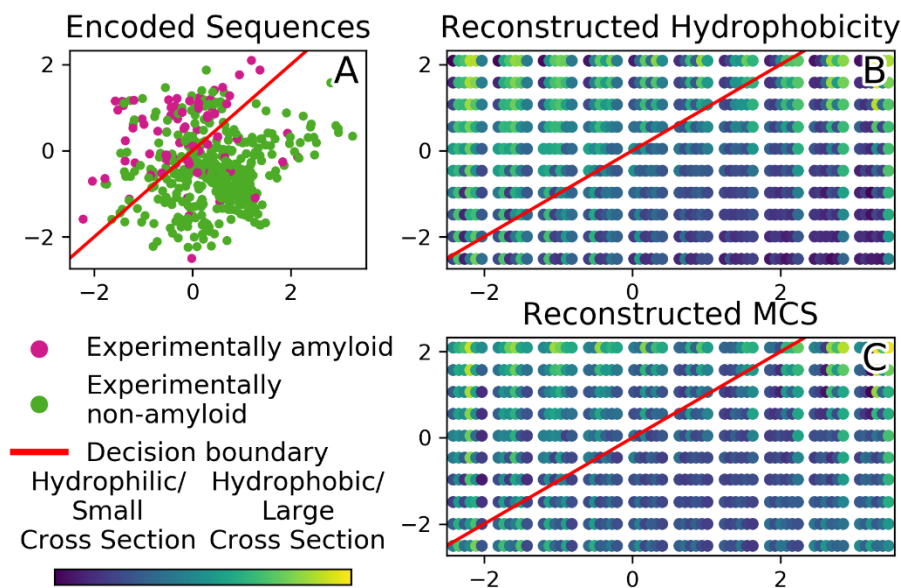 Encoded Sequences
A
2
0
−2
−2
0
2
Reconstructed Hydrophobicity
B
2
0
−2
−2
0
2
Experimentally amyloid
Experimentally
non-amyloid
Decision boundary
Hydrophilic/
Small
Cross Section
Hydrophobic/
Large
Cross Section
Reconstructed MCS
C
2
0
−2
−2
0
2